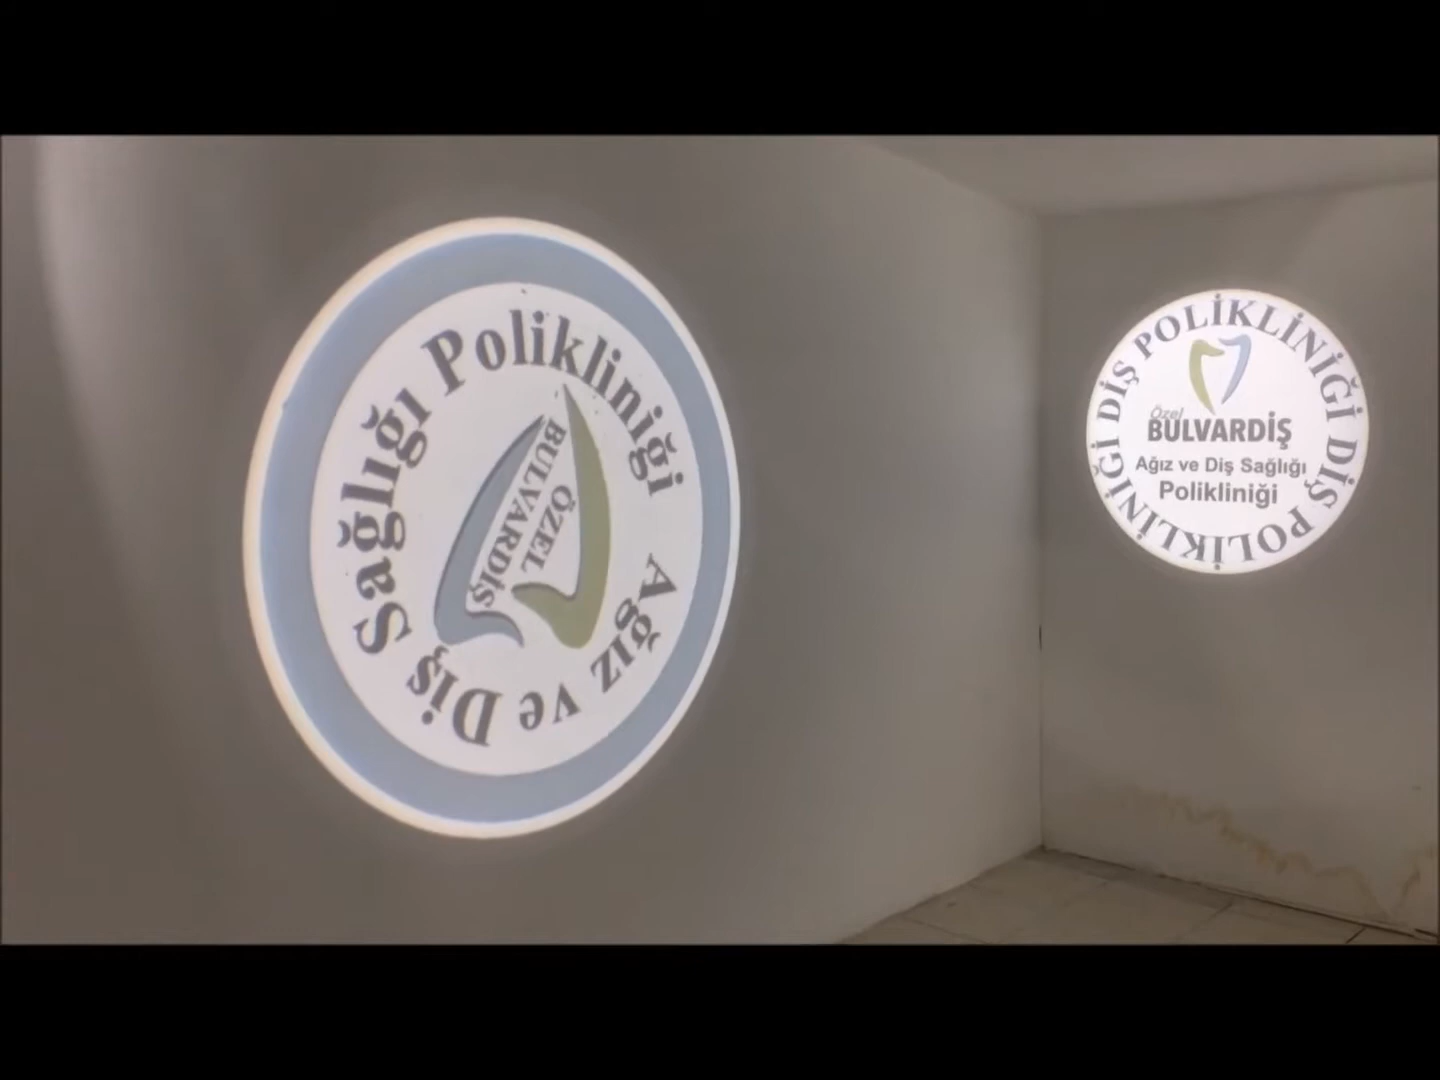 Ağız ve Diş Sağlığı Polikliniği
ÖZEL
BULVARDİŞ
DİŞ POLİKLİNİĞİ DİŞ POLİKLİNİĞİ
Özel
BULVARDİŞ
Ağız ve Diş Sağlığı
Polikliniği